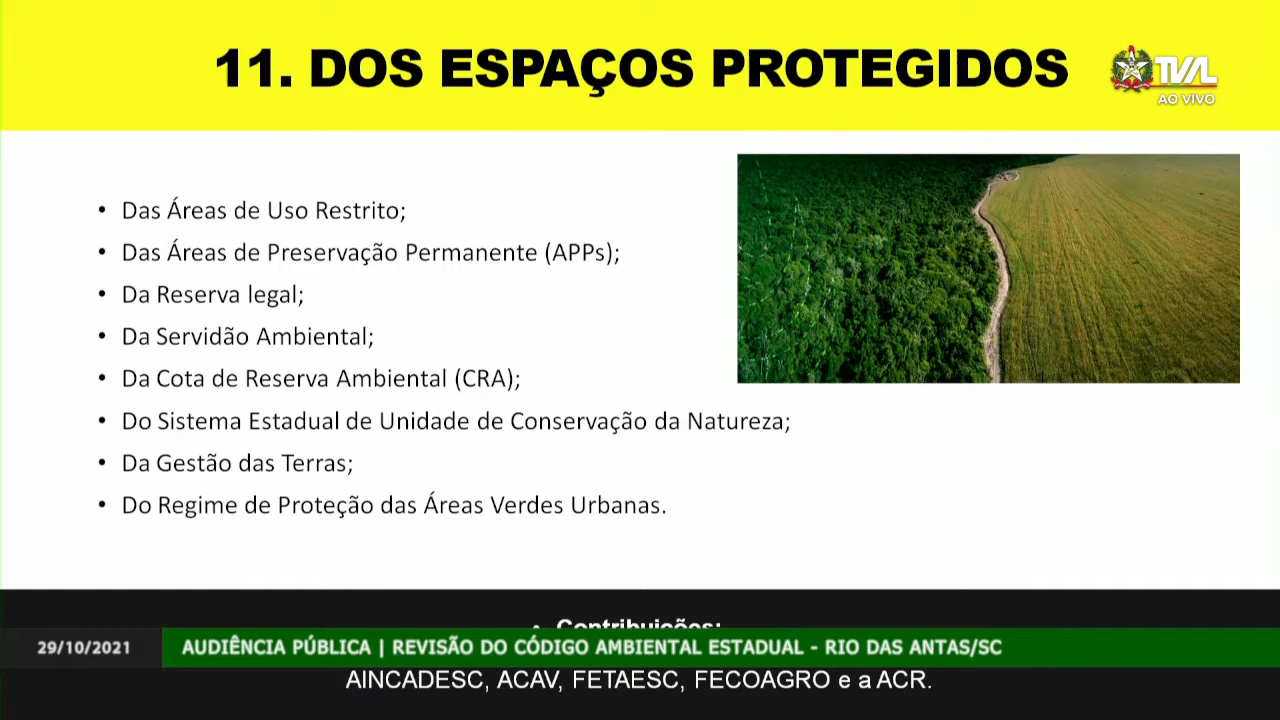 11. DOS ESPAÇOS PROTEGIDOS
TVAL
AO VIVO
• Das Áreas de Uso Restrito;
• Das Áreas de Preservação Permanente (APPs);
• Da Reserva legal;
• Da Servidão Ambiental;
• Da Cota de Reserva Ambiental (CRA);
• Do Sistema Estadual de Unidade de Conservação da Natureza;
• Da Gestão das Terras;
• Do Regime de Proteção das Áreas Verdes Urbanas.
• Contribuições:
29/10/2021
AUDIÊNCIA PÚBLICA | REVISÃO DO CÓDIGO AMBIENTAL ESTADUAL - RIO DAS ANTAS/SC
AINCADESC, ACAV, FETAESC, FECOAGRO e a ACR.